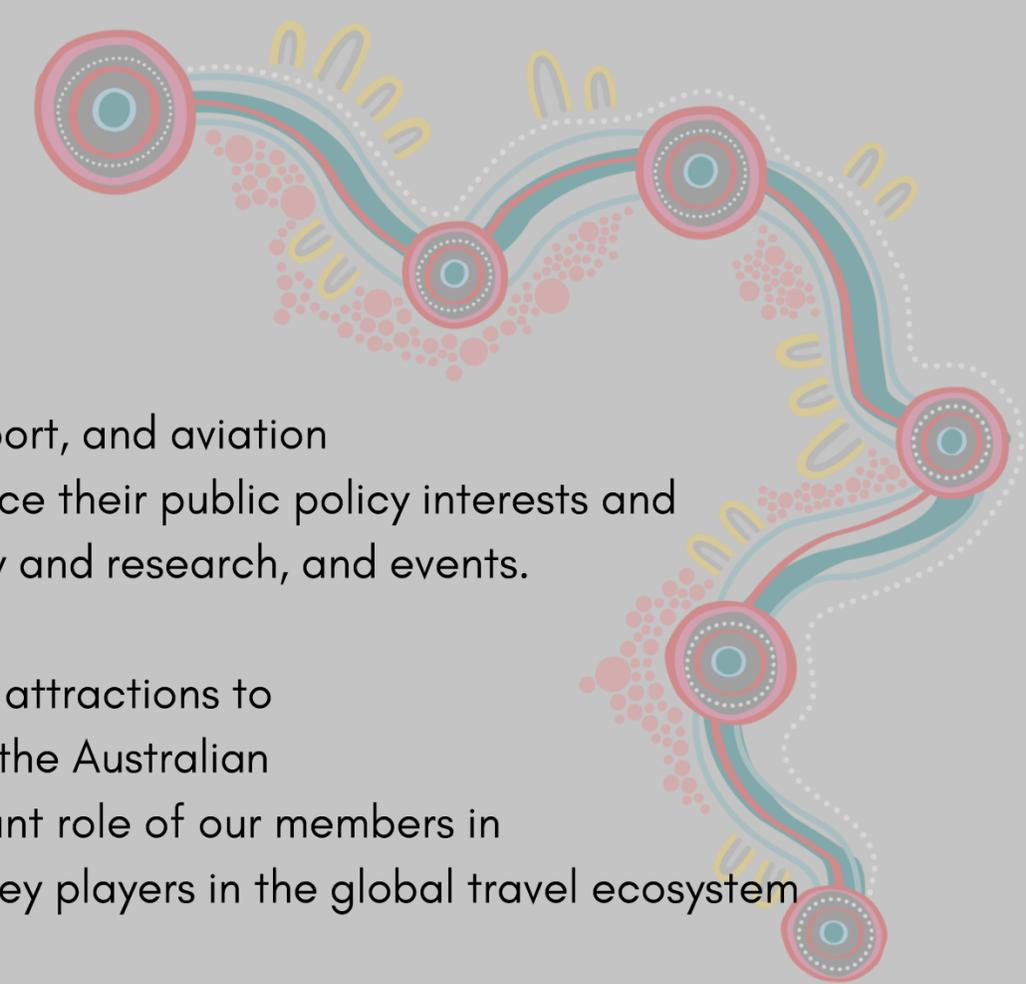 ort, and aviation
ce their public policy interests and
y and research, and events.
attractions to
the Australian
ant role of our members in
ey players in the global travel ecosystem